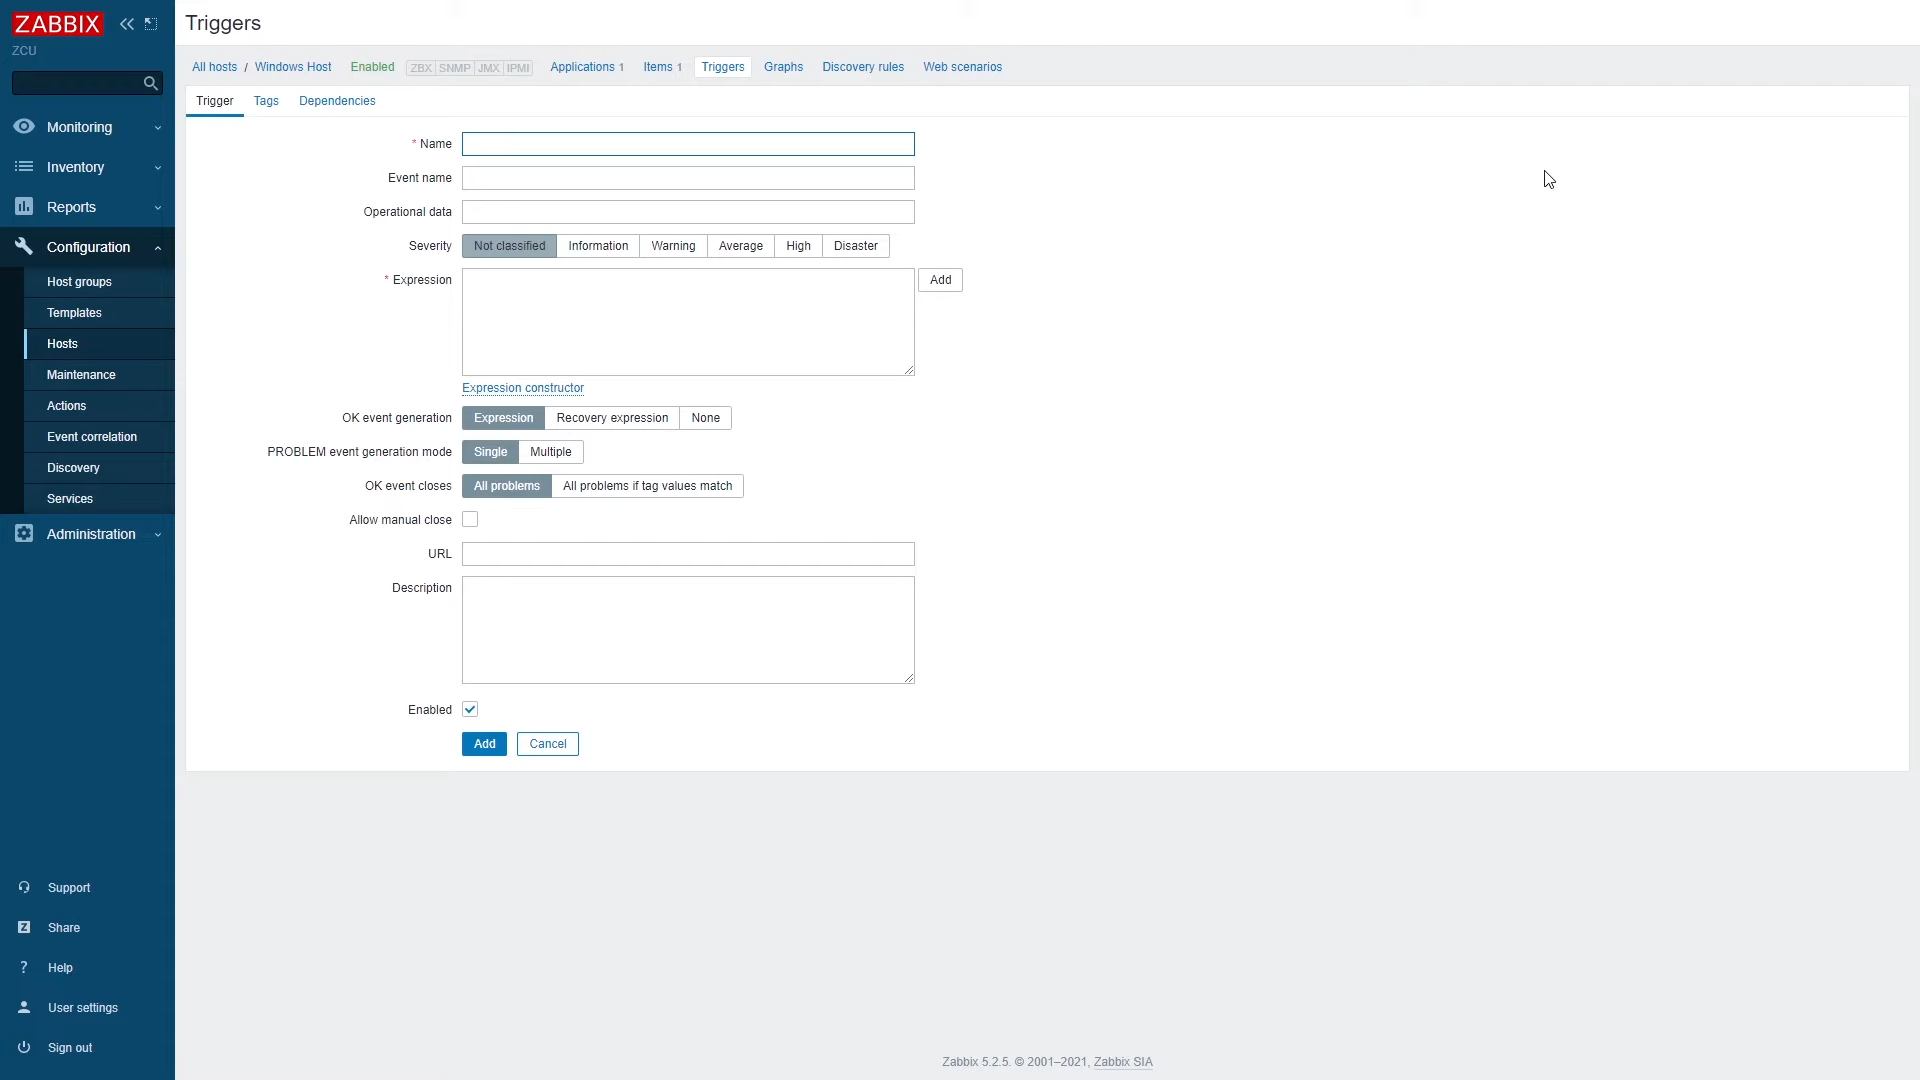 ZABBIX
ZCU
Monitoring
Inventory
Reports
Configuration
Host groups
Templates
Hosts
Maintenance
Actions
Event correlation
Discovery
Services
Administration
Support
Share
Help
User settings
Sign out
Triggers
All hosts / Windows Host Enabled ZBX SNMP JMX IPMI Applications 1 Items 1 Triggers Graphs Discovery rules Web scenarios
Trigger Tags Dependencies
* Name
Event name
Operational data
Severity Not classified Information Warning Average High Disaster
* Expression Add
Expression constructor
OK event generation Expression Recovery expression None
PROBLEM event generation mode Single Multiple
OK event closes All problems All problems if tag values match
Allow manual close
URL
Description
Enabled
Add Cancel
Zabbix 5.2.5. © 2001–2021, Zabbix SIA